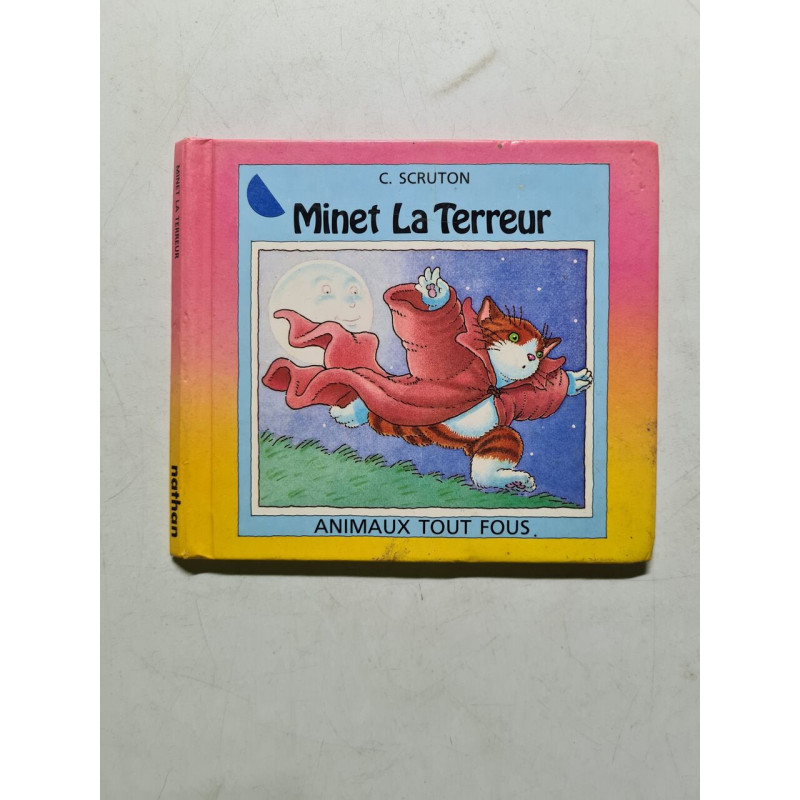 MINET LA TERREUR
nathan
C. SCRUTON
Minet La Terreur
ANIMAUX TOUT FOUS